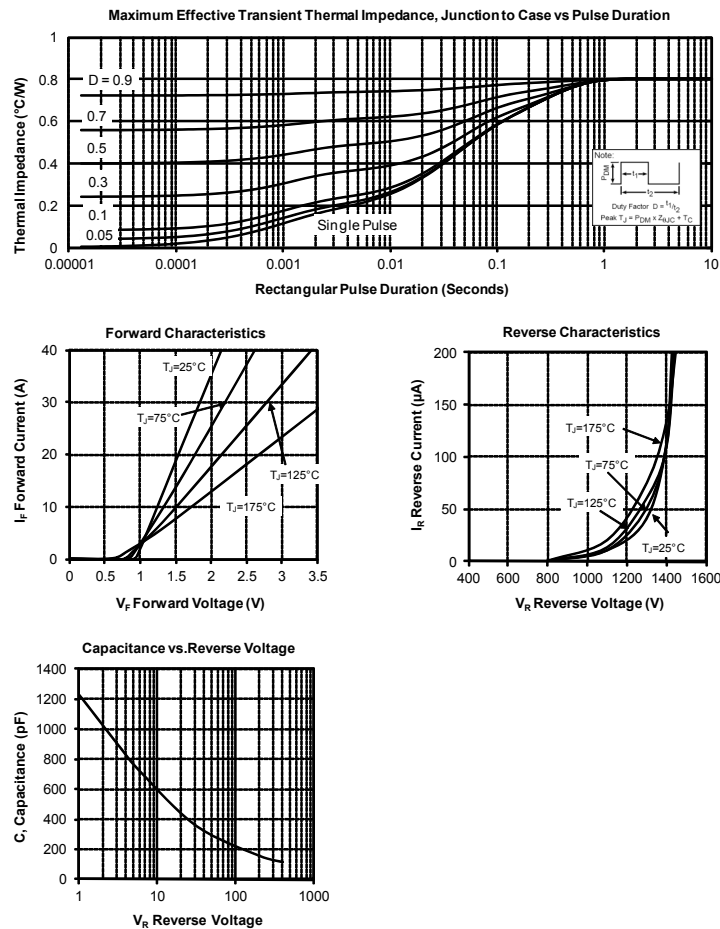 Maximum Effective Transient Thermal Impedance, Junction to Case vs Pulse Duration
Thermal Impedance (°C/W)
1
0.8
0.6
0.4
0.2
0
D = 0.9
0.7
0.5
0.3
0.1
0.05
Single Pulse
Note:
PDM
t1
t2
Duty Factor D = t1/t2
Peak TJ = PDM x ZθJC + TC
0.00001 0.0001 0.001 0.01 0.1 1 10
Rectangular Pulse Duration (Seconds)
Forward Characteristics
IF Forward Current (A)
40
30
20
10
0
TJ=25°C
TJ=75°C
TJ=125°C
TJ=175°C
0 0.5 1.0 1.5 2.0 2.5 3 3.5
VF Forward Voltage (V)
Reverse Characteristics
IR Reverse Current (µA)
200
150
100
50
0
TJ=175°C
TJ=75°C
TJ=125°C
TJ=25°C
400 600 800 1000 1200 1400 1600
VR Reverse Voltage (V)
Capacitance vs.Reverse Voltage
C, Capacitance (pF)
1400
1200
1000
800
600
400
200
0
1 10 100 1000
VR Reverse Voltage